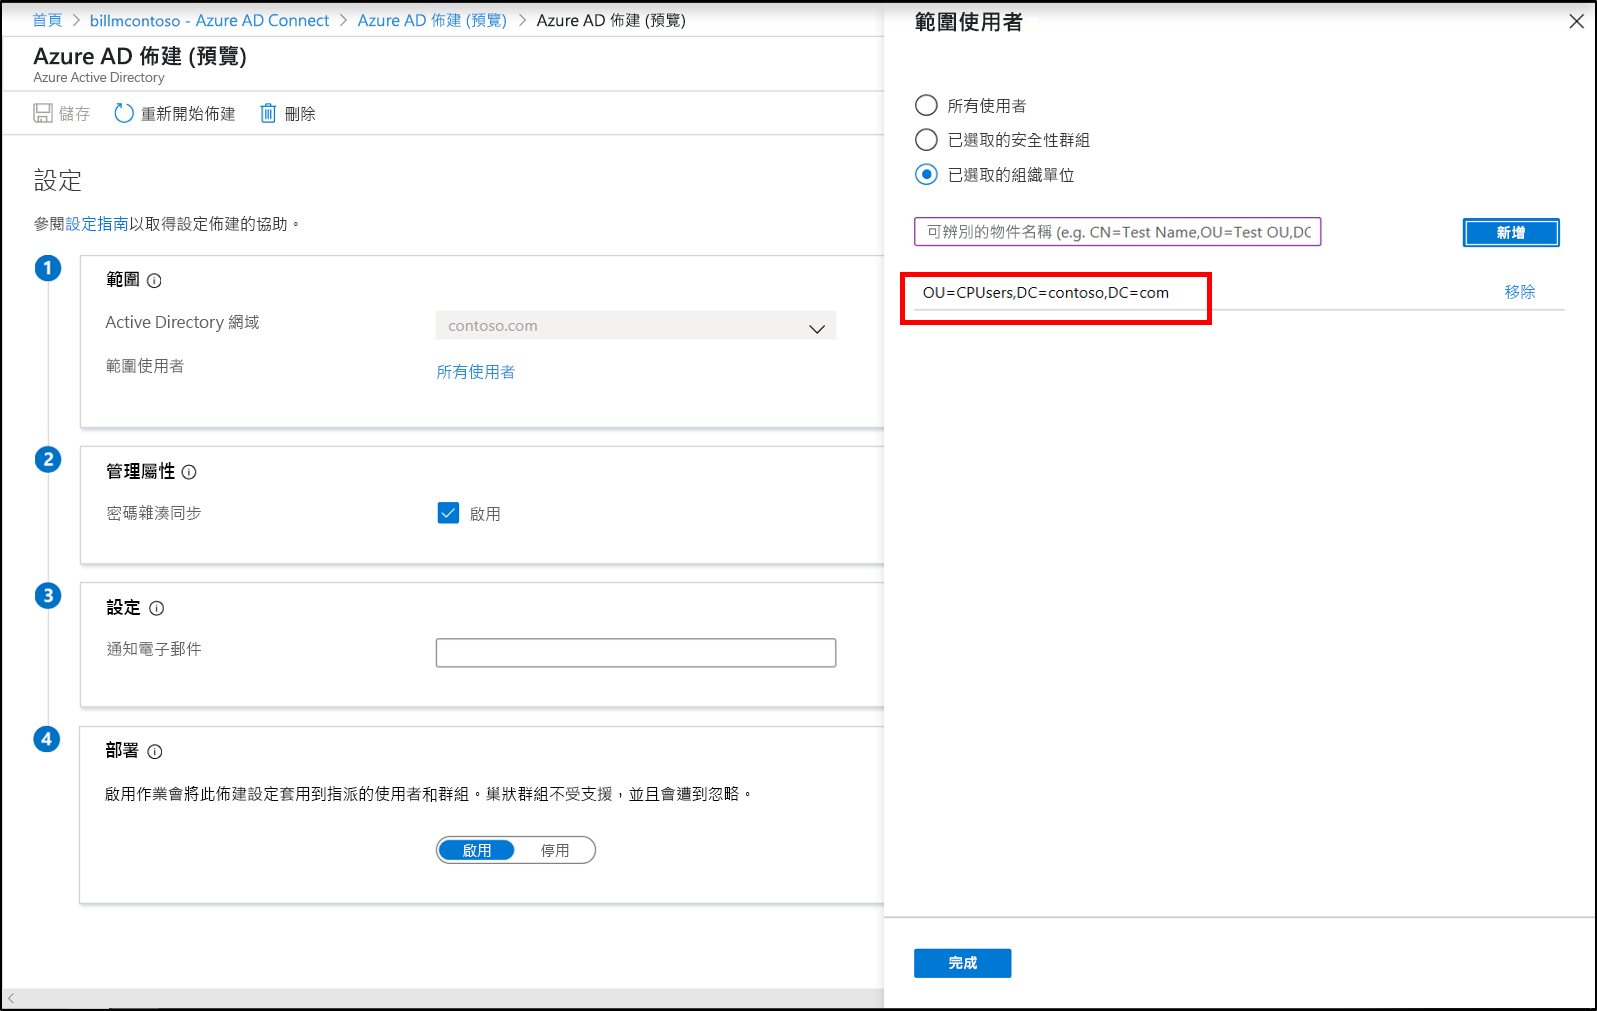 首頁 > billmcontoso - Azure AD Connect > Azure AD 佈建 (預覽) > Azure AD 佈建 (預覽)
Azure AD 佈建 (預覽)
Azure Active Directory
儲存 重新開始佈建 刪除
設定
參閱設定指南以取得設定佈建的協助。
1
範圍
Active Directory 網域
contoso.com
範圍使用者
所有使用者
2
管理屬性
密碼雜湊同步
啟用
3
設定
通知電子郵件
4
部署
啟用作業會將此佈建設定套用到指派的使用者和群組。巢狀群組不受支援，並且會遭到忽略。
啟用 停用
範圍使用者
所有使用者
已選取的安全性群組
已選取的組織單位
可辨別的物件名稱 (e.g. CN=Test Name,OU=Test OU,DC
新增
OU=CPUsers,DC=contoso,DC=com
移除
完成